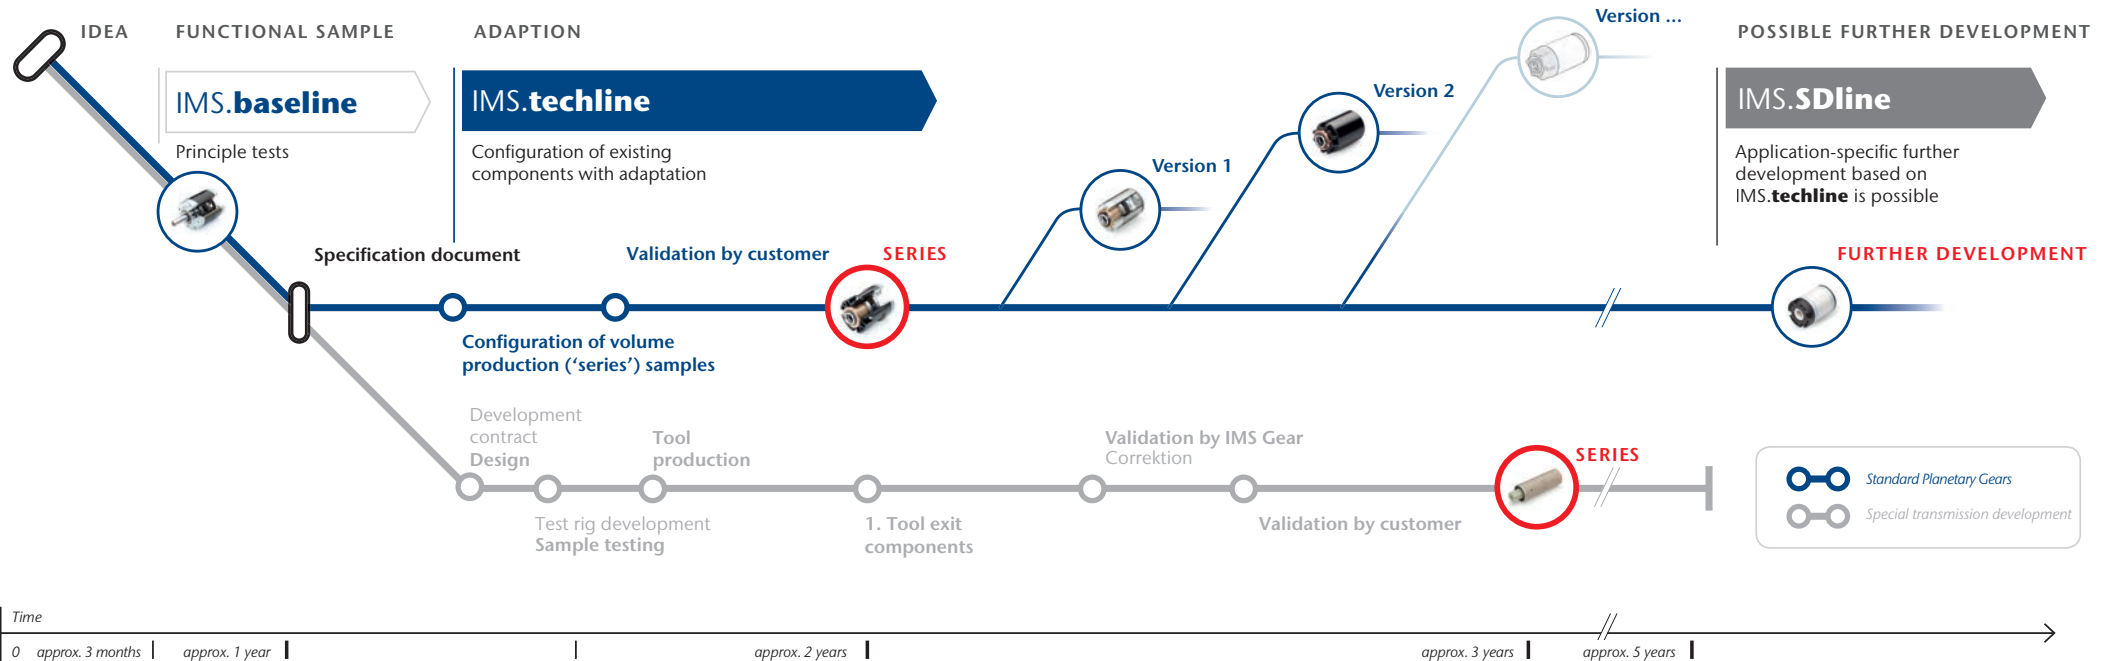 IDEA
FUNCTIONAL SAMPLE
ADAPTION
Version ...
POSSIBLE FURTHER DEVELOPMENT
IMS.baseline
IMS.techline
Version 2
IMS.SDline
Principle tests
Configuration of existing
components with adaptation
Version 1
Application-specific further
development based on
IMS.techline is possible
Specification document
Validation by customer
SERIES
FURTHER DEVELOPMENT
Configuration of volume
production (‘series’) samples
Development
contract
Design
Tool
production
Validation by IMS Gear
Correktion
SERIES
Test rig development
Sample testing
1. Tool exit
components
Validation by customer
Standard Planetary Gears
Special transmission development
Time
0 approx. 3 months approx. 1 year approx. 2 years approx. 3 years approx. 5 years